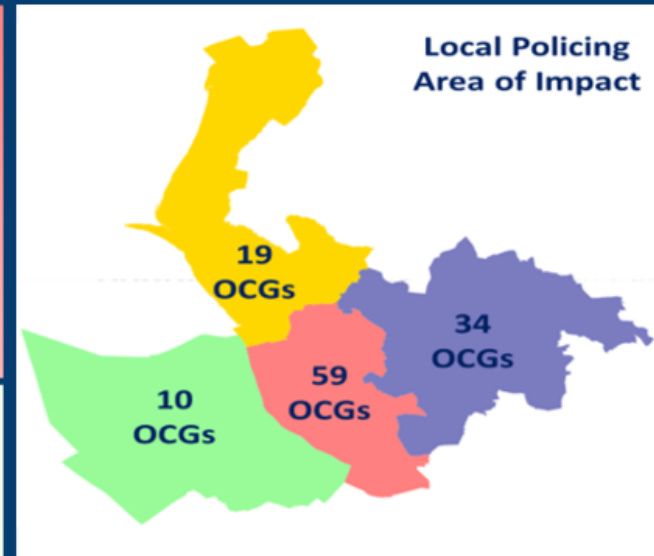 Local Policing
Area of Impact
19
OCGs
34
OCGs
59
OCGs
10
OCGs